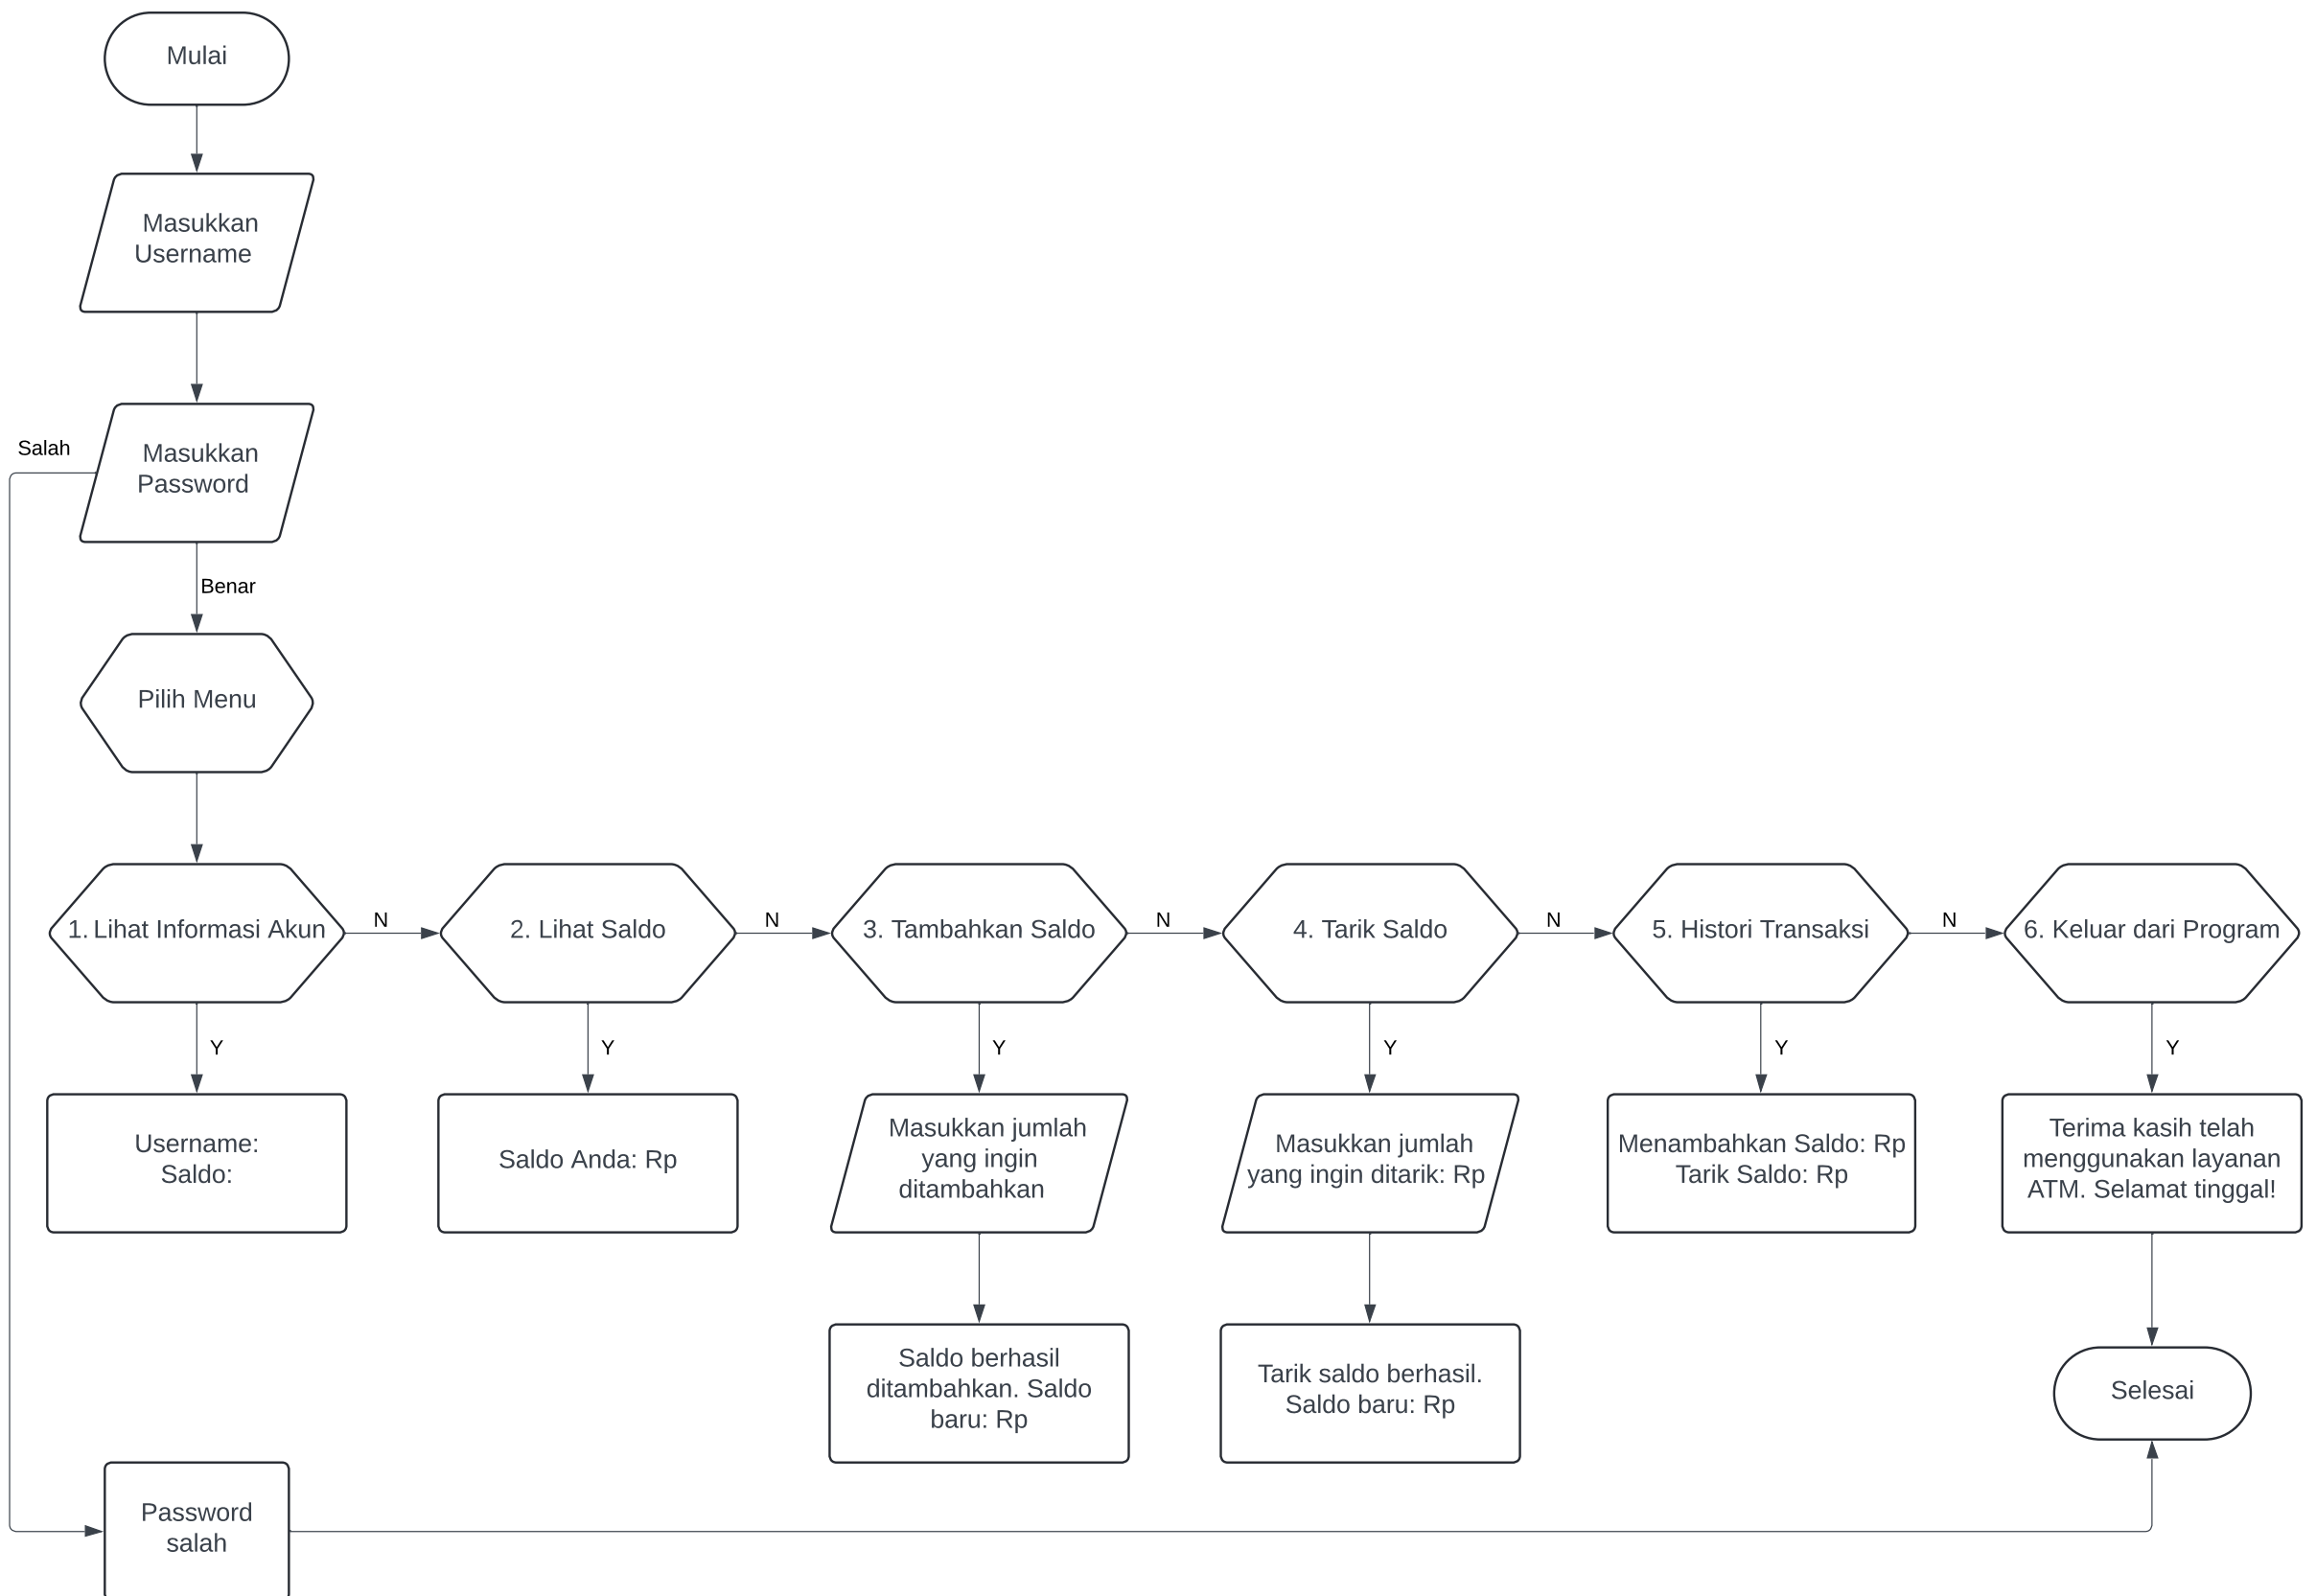 Mulai
Masukkan
Username
Masukkan
Password
Salah
Benar
Pilih Menu
1. Lihat Informasi Akun
N
2. Lihat Saldo
N
3. Tambahkan Saldo
N
4. Tarik Saldo
N
5. Histori Transaksi
N
6. Keluar dari Program
Y
Y
Y
Y
Y
Y
Username:
Saldo:
Saldo Anda: Rp
Masukkan jumlah
yang ingin
ditambahkan
Masukkan jumlah
yang ingin ditarik: Rp
Menambahkan Saldo: Rp
Tarik Saldo: Rp
Terima kasih telah
menggunakan layanan
ATM. Selamat tinggal!
Saldo berhasil
ditambahkan. Saldo
baru: Rp
Tarik saldo berhasil.
Saldo baru: Rp
Selesai
Password
salah